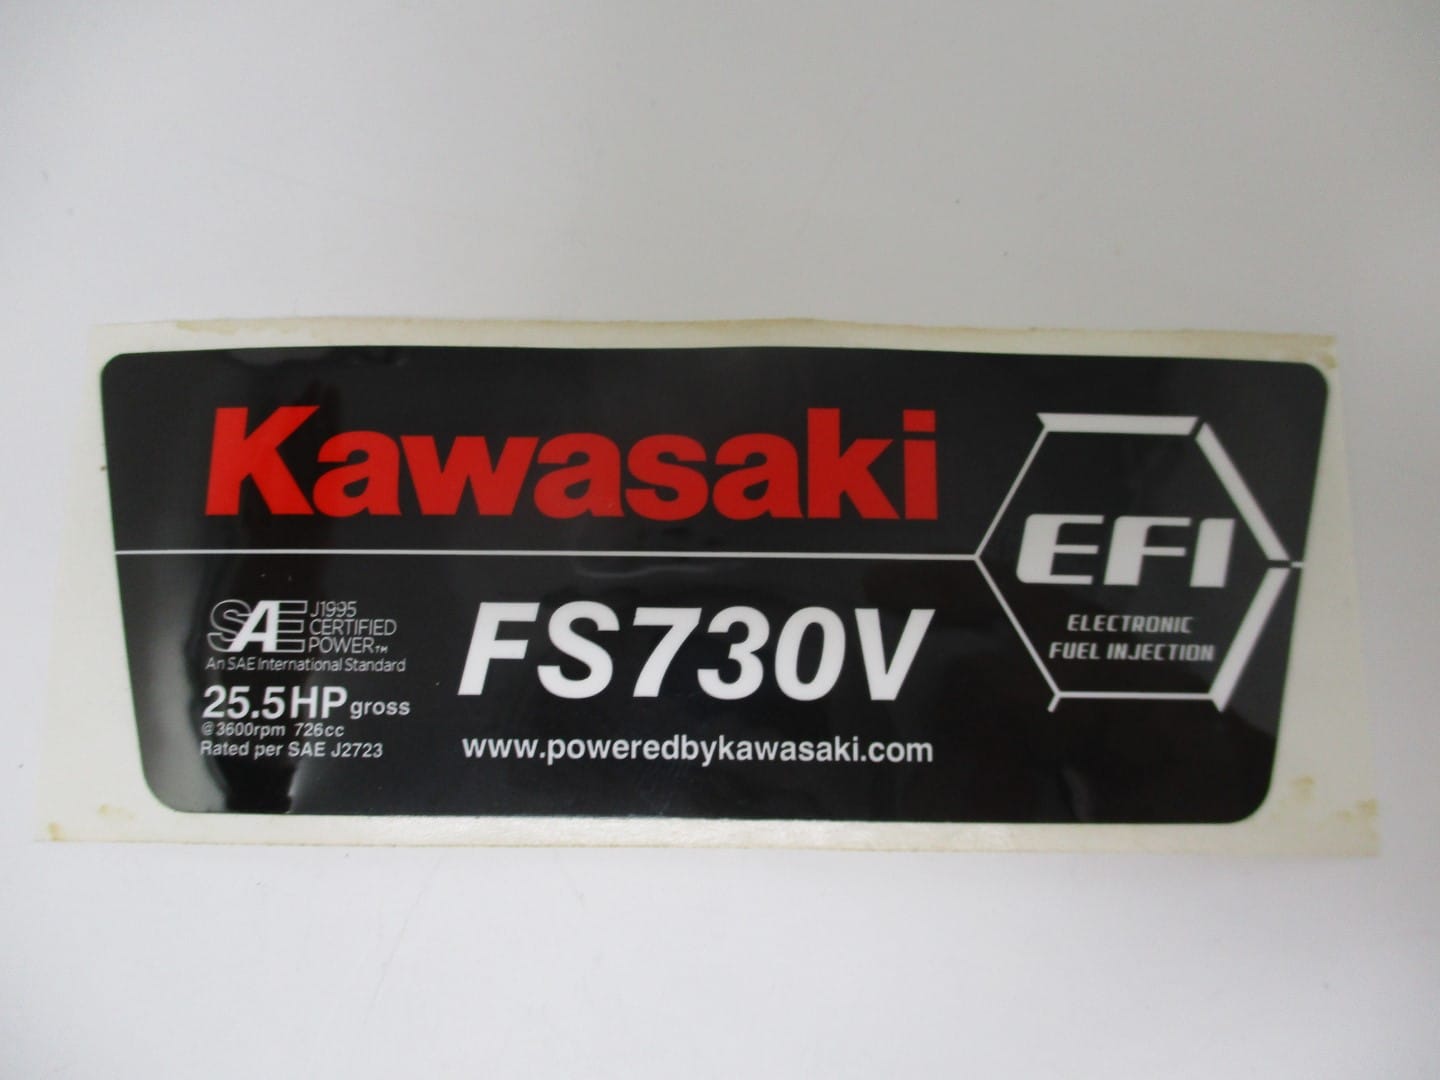 Kawasaki
EFI
ELECTRONIC
FUEL INJECTION
SAE J1995
CERTIFIED
POWER™
An SAE International Standard
25.5HP gross
@3600rpm 726cc
Rated per SAE J2723
FS730V
www.poweredbykawasaki.com